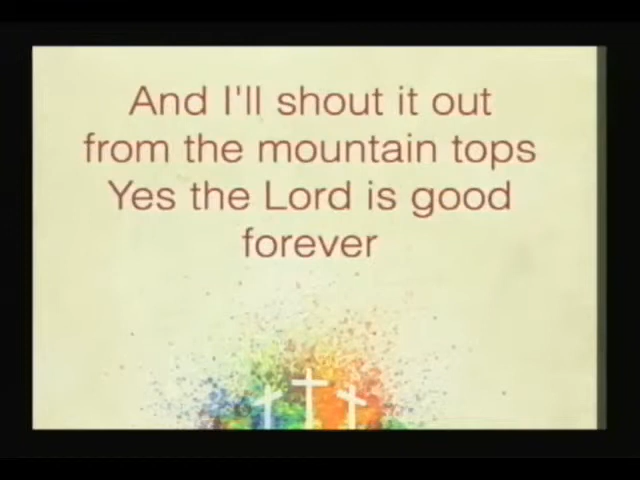 And I'll shout it out
from the mountain tops
Yes the Lord is good
forever